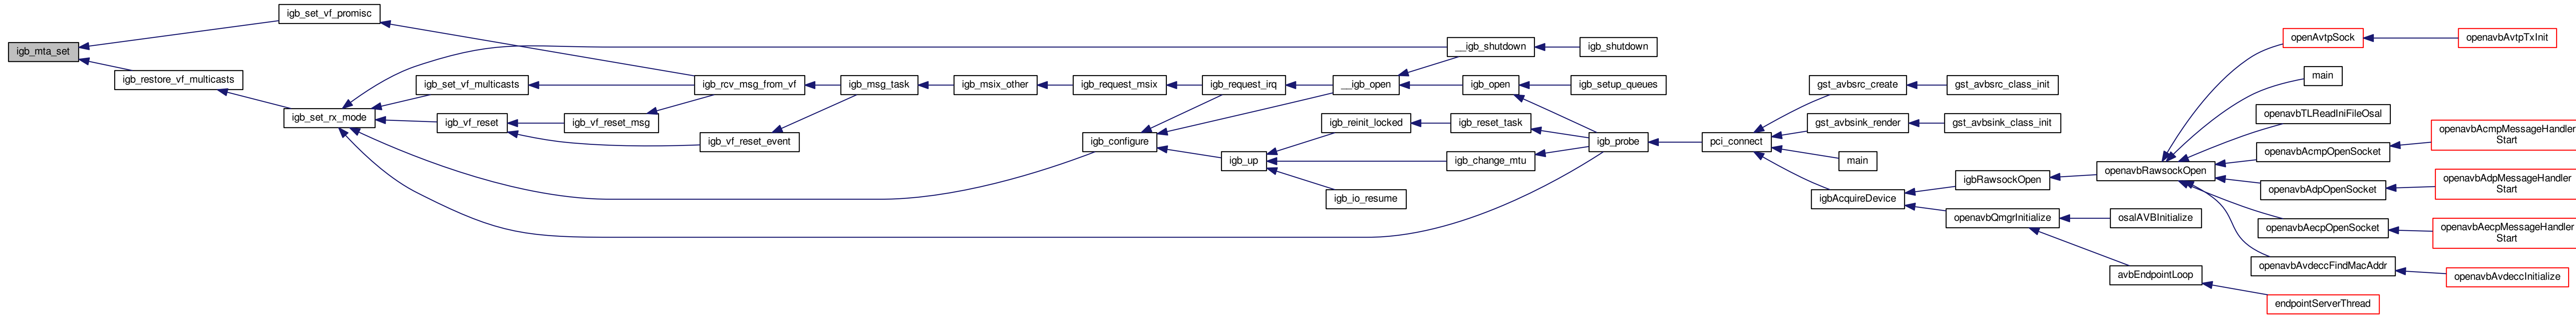 igb_mta_set
igb_set_vf_promisc
igb_restore_vf_multicasts
igb_set_rx_mode
igb_set_vf_multicasts
igb_vf_reset
igb_vf_reset_msg
igb_rcv_msg_from_vf
igb_vf_reset_event
igb_msg_task
igb_msix_other
igb_request_msix
igb_configure
igb_request_irq
igb_up
__igb_open
igb_reinit_locked
igb_io_resume
__igb_shutdown
igb_open
igb_reset_task
igb_change_mtu
igb_shutdown
igb_setup_queues
igb_probe
pci_connect
gst_avbsrc_create
gst_avbsink_render
main
igbAcquireDevice
gst_avbsrc_class_init
gst_avbsink_class_init
igbRawsockOpen
openavbQmgrInitialize
openavbRawsockOpen
osalAVBInitialize
avbEndpointLoop
openAvtpSock
main
openavbTLReadIniFileOsal
openavbAcmpOpenSocket
openavbAdpOpenSocket
openavbAecpOpenSocket
openavbAvdeccFindMacAddr
endpointServerThread
openavbAvtpTxInit
openavbAcmpMessageHandler
Start
openavbAdpMessageHandler
Start
openavbAecpMessageHandler
Start
openavbAvdeccInitialize